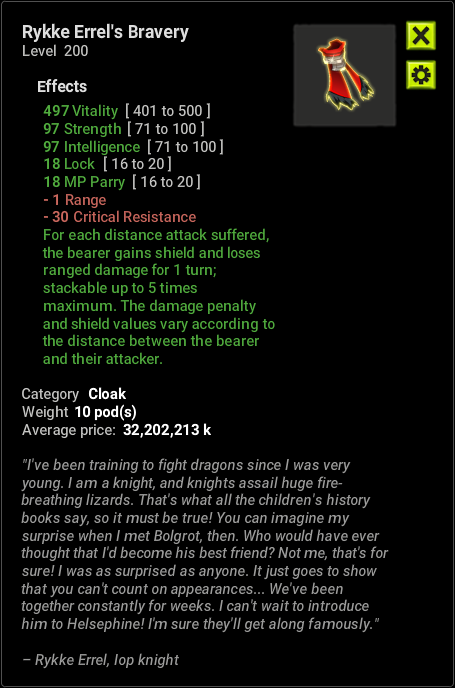 Rykke Errel's Bravery
Level 200
Effects
497 Vitality [ 401 to 500 ]
97 Strength [ 71 to 100 ]
97 Intelligence [ 71 to 100 ]
18 Lock [ 16 to 20 ]
18 MP Parry [ 16 to 20 ]
- 1 Range
- 30 Critical Resistance
For each distance attack suffered,
the bearer gains shield and loses
ranged damage for 1 turn;
stackable up to 5 times
maximum. The damage penalty
and shield values vary according to
the distance between the bearer
and their attacker.
Category Cloak
Weight 10 pod(s)
Average price: 32,202,213 k
"I've been training to fight dragons since I was very
young. I am a knight, and knights assail huge fire-
breathing lizards. That's what all the children's history
books say, so it must be true! You can imagine my
surprise when I met Bolgrot, then. Who would have ever
thought that I'd become his best friend? Not me, that's for
sure! I was as surprised as anyone. It just goes to show
that you can't count on appearances... We've been
together constantly for weeks. I can't wait to introduce
him to Helsephine! I'm sure they'll get along famously."
– Rykke Errel, Iop knight